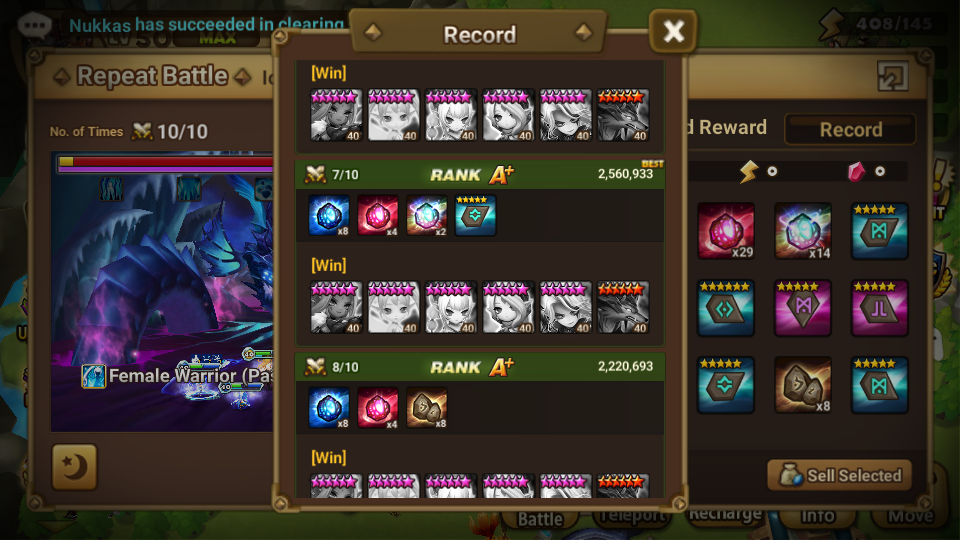 Nukkas has succeeded in clearing
Record
408/145
MAX
Repeat Battle
No. of Times 10/10
d Reward
Record
[Win]
40 40 40 40 40 40
7/10 RANK A+ BEST 2,560,933
x8 x4 x2
[Win]
40 40 40 40 40 40
8/10 RANK A+ 2,220,693
x8 x4 x8
[Win]
Female Warrior (Pas
0 0
x29 x14
x8
Sell Selected
Battle Teleport Recharge Info Move